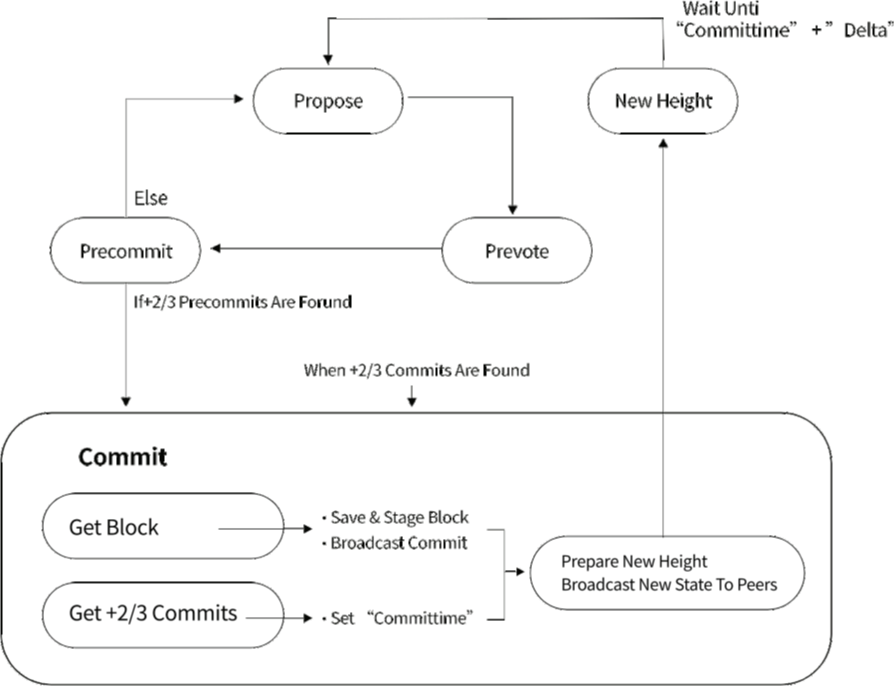 Wait Unti
“Committime” +” Delta”
Propose
New Height
Else
Precommit
Prevote
If+2/3 Precommits Are Forund
When +2/3 Commits Are Found
Commit
Get Block
· Save & Stage Block
· Broadcast Commit
Prepare New Height
Broadcast New State To Peers
Get +2/3 Commits
· Set “Committime”